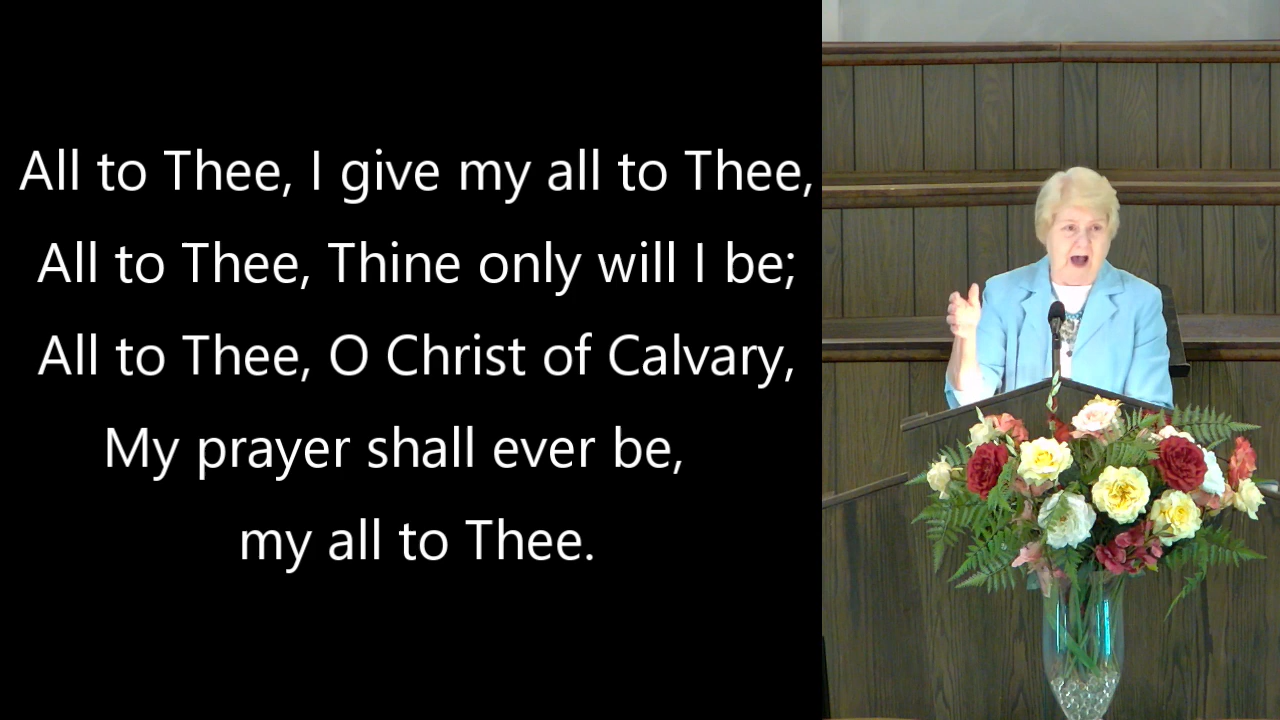 All to Thee, I give my all to Thee,
All to Thee, Thine only will I be;
All to Thee, O Christ of Calvary,
My prayer shall ever be,
my all to Thee.